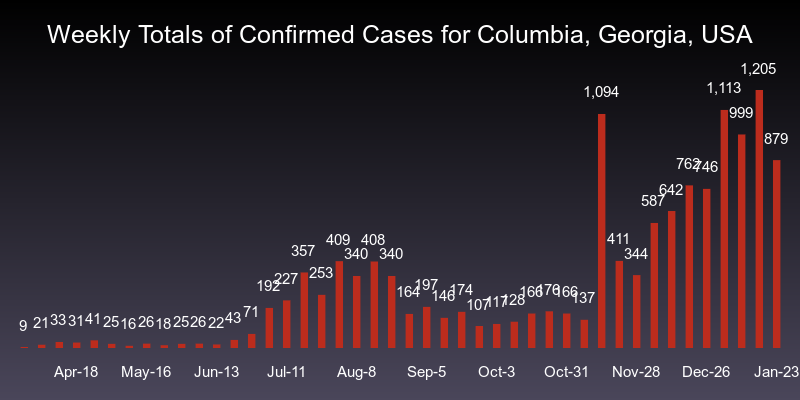 Weekly Totals of Confirmed Cases for Columbia, Georgia, USA
9 21 33 31 41 25 16 26 18 25 26 22 43 71 192 227 357 253 409 340 408 340 164 197 146 174 107 117 128 166 176 166 137 1,094 411 344 587 642 762 746 1,113 999 1,205 879
Apr-18 May-16 Jun-13 Jul-11 Aug-8 Sep-5 Oct-3 Oct-31 Nov-28 Dec-26 Jan-23